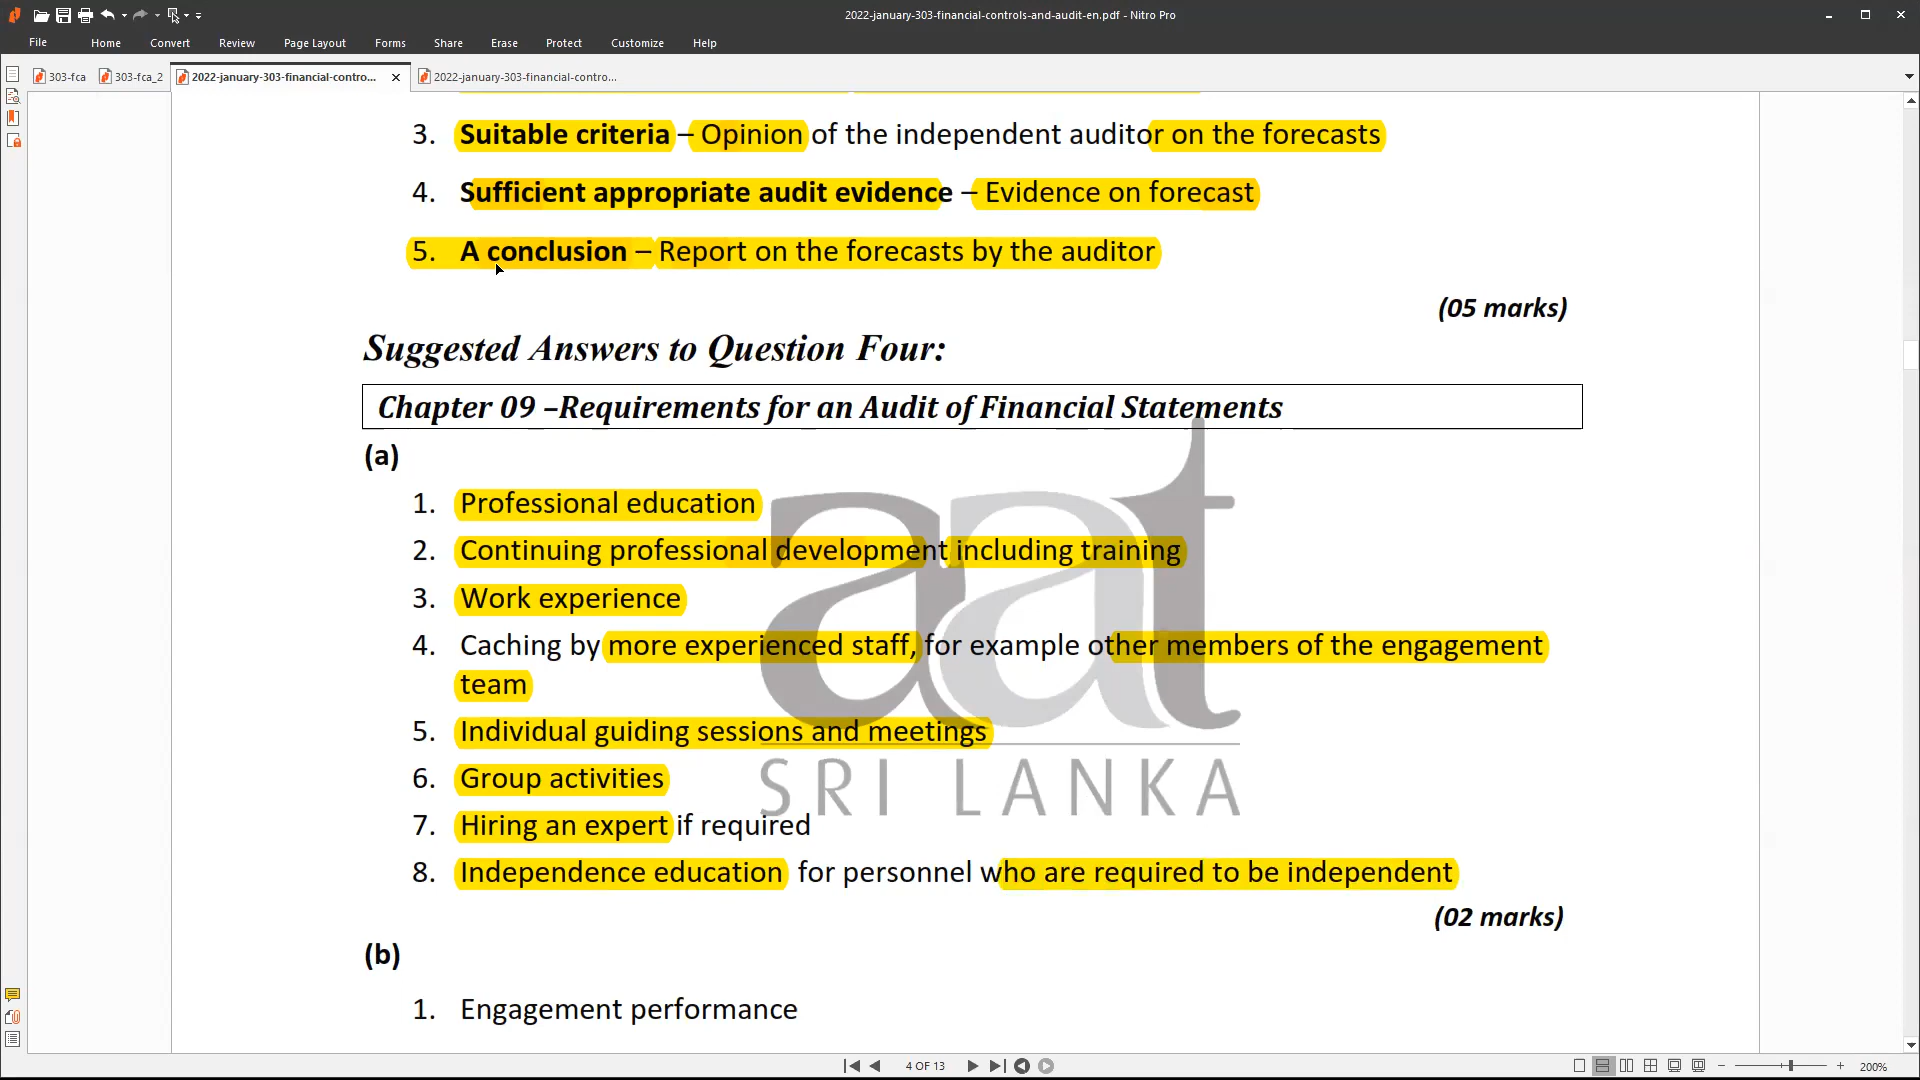 2022-january-303-financial-controls-and-audit-en.pdf - Nitro Pro
File Home Convert Review Page Layout Forms Share Erase Protect Customize Help
303-fca 303-fca_2 2022-january-303-financial-contro... 2022-january-303-financial-contro...
3. Suitable criteria – Opinion of the independent auditor on the forecasts
4. Sufficient appropriate audit evidence – Evidence on forecast
5. A conclusion – Report on the forecasts by the auditor
(05 marks)
Suggested Answers to Question Four:
Chapter 09 –Requirements for an Audit of Financial Statements
(a)
1. Professional education
2. Continuing professional development including training
3. Work experience
4. Caching by more experienced staff, for example other members of the engagement
team
5. Individual guiding sessions and meetings
6. Group activities
7. Hiring an expert if required
8. Independence education for personnel who are required to be independent
aat
SRI LANKA
(02 marks)
(b)
1. Engagement performance
4 OF 13
200%